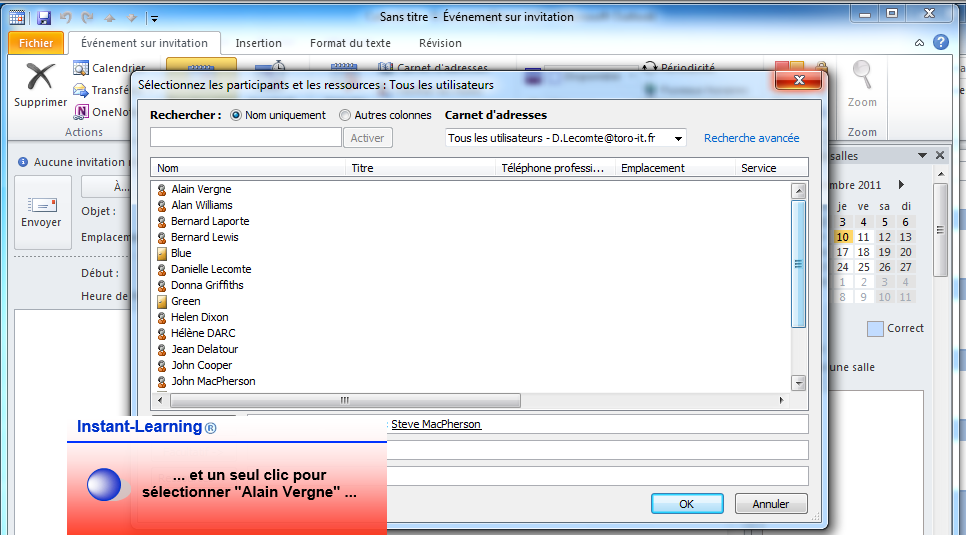 Sans titre - Événement sur invitation
Fichier
Événement sur invitation
Insertion
Format du texte
Révision
Calendrier
Carnet d'adresses
Périodicité
Supprimer
Transfé
OneNo
Actions
Zoom
Zoom
Sélectionnez les participants et les ressources : Tous les utilisateurs
Rechercher :
Nom uniquement
Autres colonnes
Carnet d'adresses
Activer
Tous les utilisateurs - D.Lecomte@toro-it.fr
Recherche avancée
Nom Titre Téléphone professi... Emplacement Service
Alain Vergne
Alan Williams
Bernard Laporte
Bernard Lewis
Blue
Danielle Lecomte
Donna Griffiths
Green
Helen Dixon
Hélène DARC
Jean Delatour
John Cooper
John MacPherson
Steve MacPherson
OK
Annuler
Aucune invitation
Envoyer
À...
Objet :
Emplacem
Début :
Heure de
salles
mbre 2011
je ve sa di
3 4 5 6
10 11 12 13
17 18 19 20
24 25 26 27
1 2 3 4
8 9 10 11
Correct
une salle
Instant-Learning®
... et un seul clic pour
sélectionner "Alain Vergne" ...